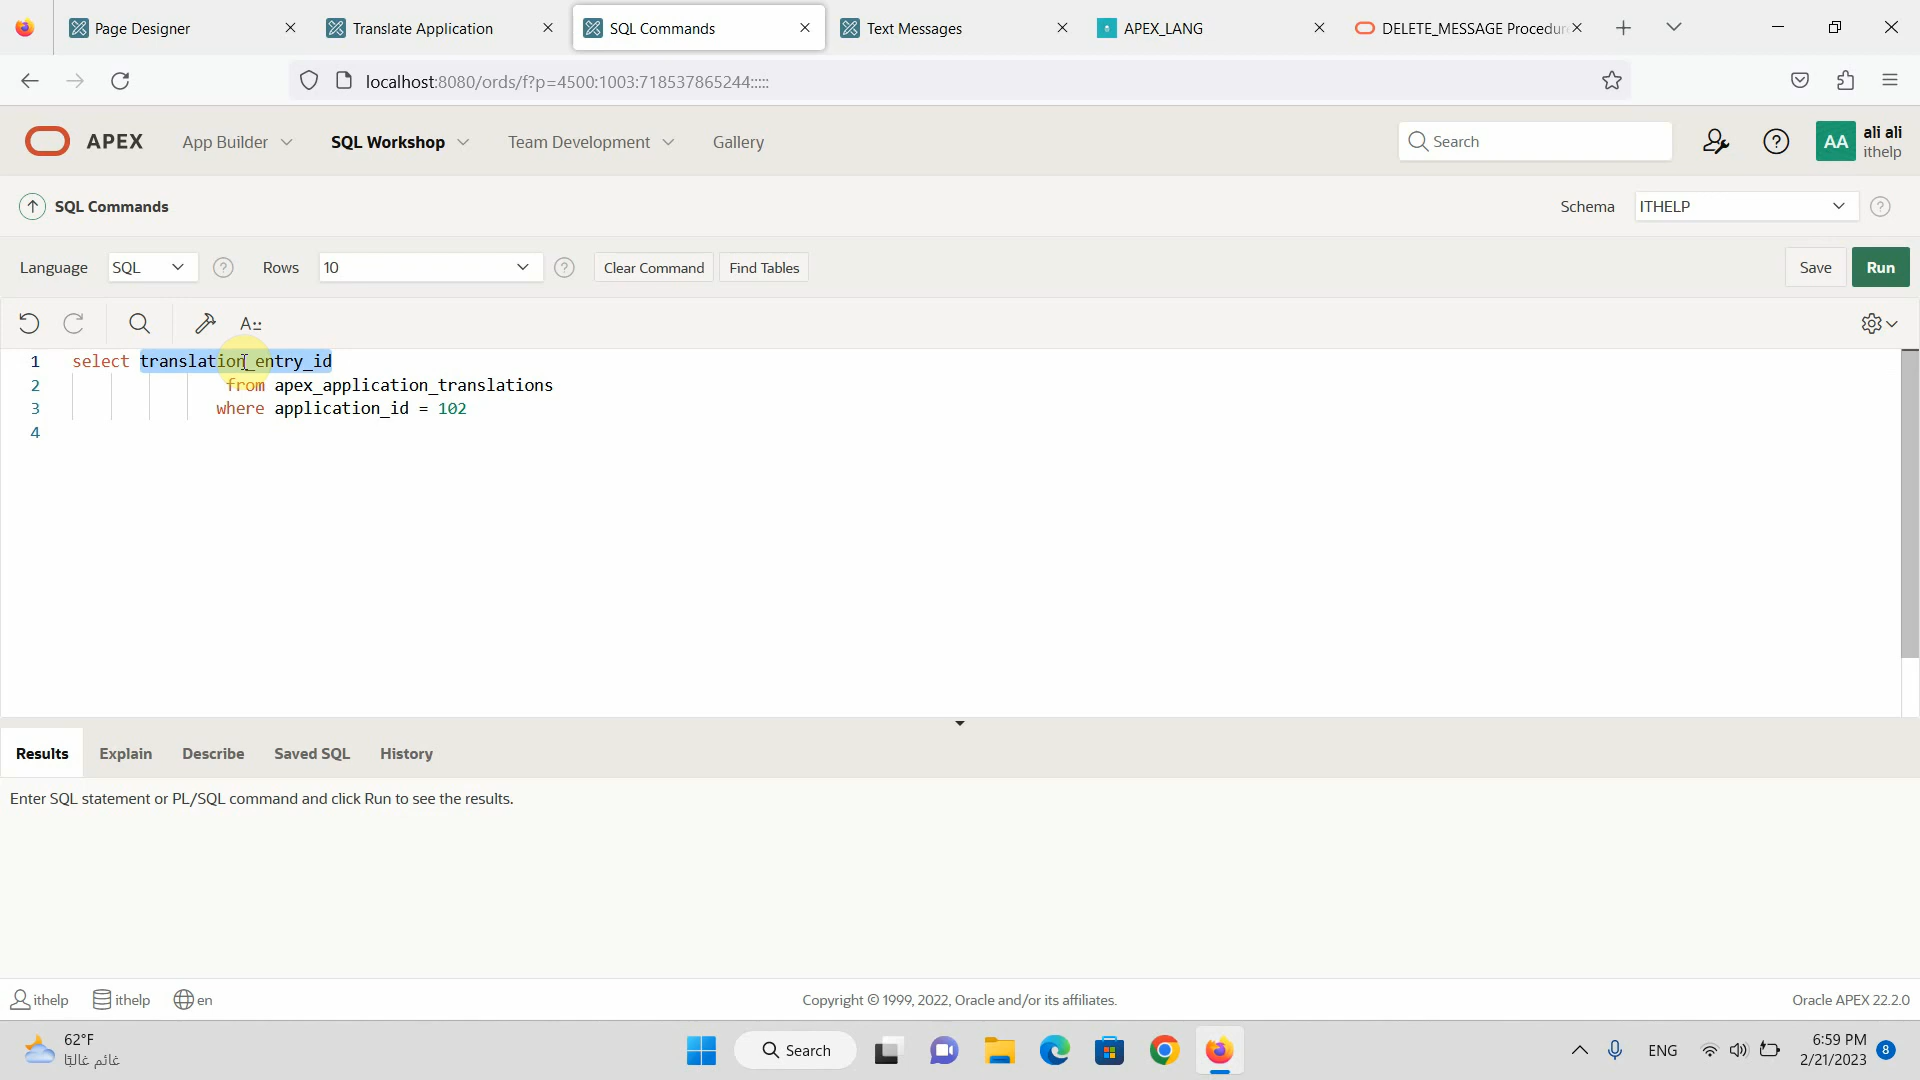 Page Designer
Translate Application
SQL Commands
Text Messages
APEX_LANG
DELETE_MESSAGE Procedur
localhost:8080/ords/f?p=4500:1003:718537865244:::::
APEX
App Builder
SQL Workshop
Team Development
Gallery
Search
AA
ali ali
ithelp
SQL Commands
Schema
ITHELP
Language
SQL
Rows
10
Clear Command
Find Tables
Save
Run
A::
1 select translation_entry_id
2 from apex_application_translations
3 where application_id = 102
4
Results
Explain
Describe
Saved SQL
History
Enter SQL statement or PL/SQL command and click Run to see the results.
ithelp
ithelp
en
Copyright © 1999, 2022, Oracle and/or its affiliates.
Oracle APEX 22.2.0
62°F
غائم غالبًا
Search
ENG
6:59 PM
2/21/2023
8